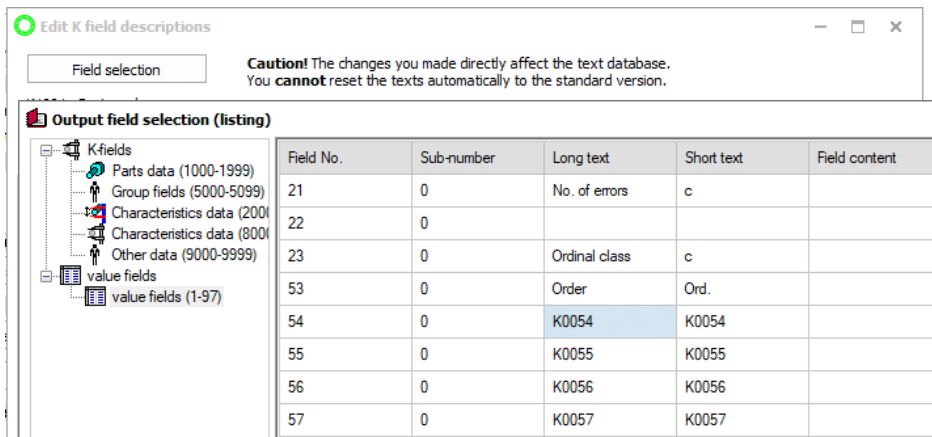 Edit K field descriptions
Field selection
Caution! The changes you made directly affect the text database.
You cannot reset the texts automatically to the standard version.
Output field selection (listing)
K-fields
Parts data (1000-1999)
Group fields (5000-5099)
Characteristics data (200
Characteristics data (800
Other data (9000-9999)
value fields
value fields (1-97)
Field No. Sub-number Long text Short text Field content
21 0 No. of errors c
22 0
23 0 Ordinal class c
53 0 Order Ord.
54 0 K0054 K0054
55 0 K0055 K0055
56 0 K0056 K0056
57 0 K0057 K0057